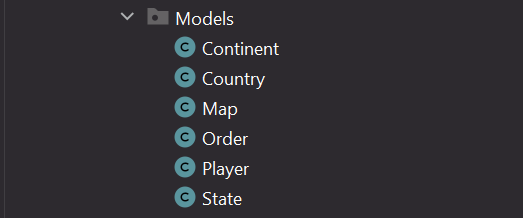 Models
C Continent
C Country
C Map
C Order
C Player
C State